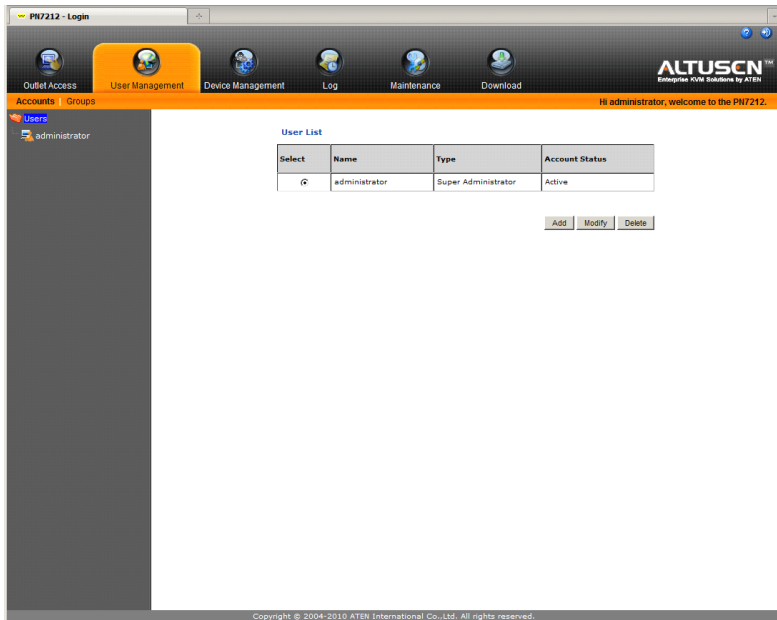 PN7212 - Login
Outlet Access
User Management
Device Management
Log
Maintenance
Download
ALTUSCN™
Enterprise KVM Solutions by ATEN
Accounts | Groups
Hi administrator, welcome to the PN7212.
Users
administrator
User List
Select Name Type Account Status
administrator Super Administrator Active
Add Modify Delete
Copyright © 2004-2010 ATEN International Co.,Ltd. All rights reserved.